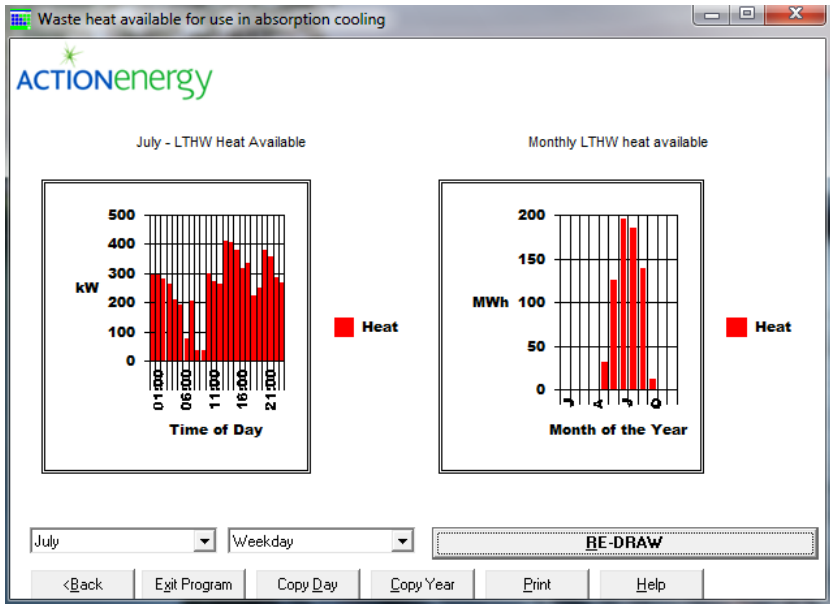 Waste heat available for use in absorption cooling
ACTIONenergy
July - LTHW Heat Available
500
400
300
200
100
0
kW
01:00
06:00
11:00
16:00
21:00
Time of Day
Heat
Monthly LTHW heat available
200
150
100
50
0
MWh
J
A
J
O
Month of the Year
Heat
July
Weekday
RE-DRAW
<Back
Exit Program
Copy Day
Copy Year
Print
Help